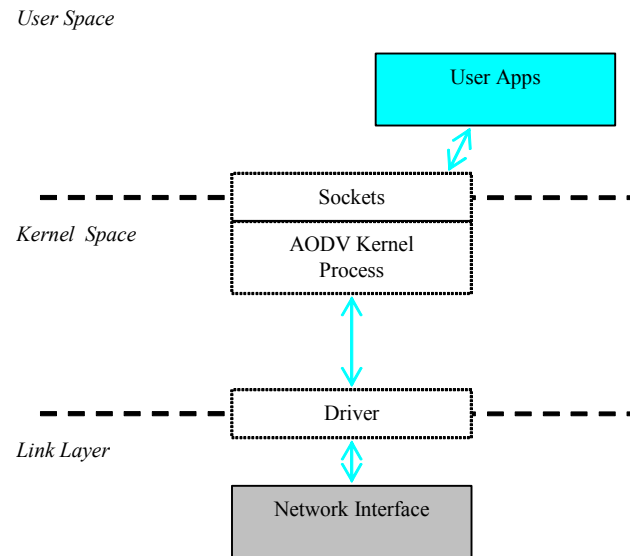 User Space
User Apps
Sockets
Kernel Space
AODV Kernel
Process
Driver
Link Layer
Network Interface